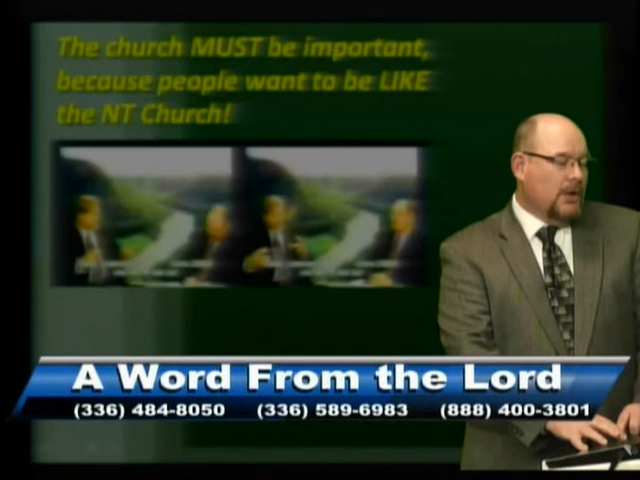 The church MUST be important,
because people want to be LIKE
the NT Church!
A Word From the Lord
(336) 484-8050 (336) 589-6983 (888) 400-3801